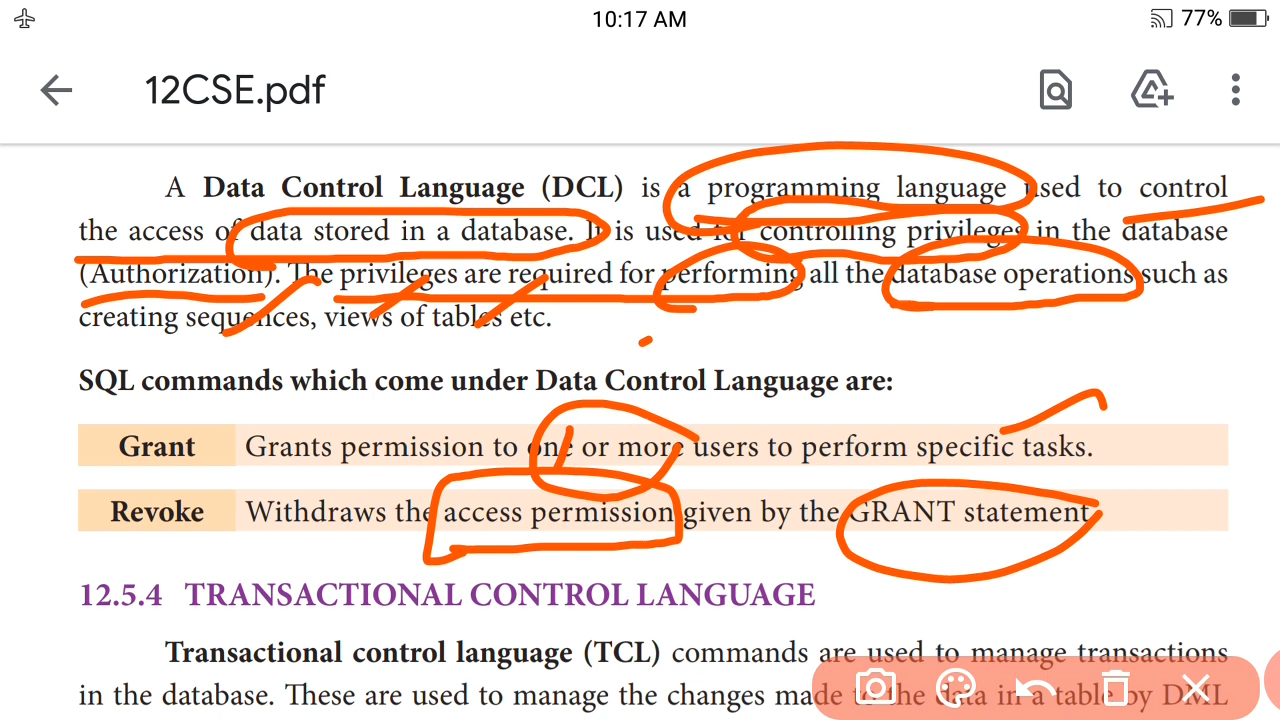 10:17 AM
77%
12CSE.pdf
A Data Control Language (DCL) is a programming language used to control
the access of data stored in a database. It is used for controlling privileges in the database
(Authorization). The privileges are required for performing all the database operations such as
creating sequences, views of tables etc.
SQL commands which come under Data Control Language are:
Grant Grants permission to one or more users to perform specific tasks.
Revoke Withdraws the access permission given by the GRANT statement.
12.5.4 TRANSACTIONAL CONTROL LANGUAGE
Transactional control language (TCL) commands are used to manage transactions
in the database. These are used to manage the changes made to the data in a table by DML